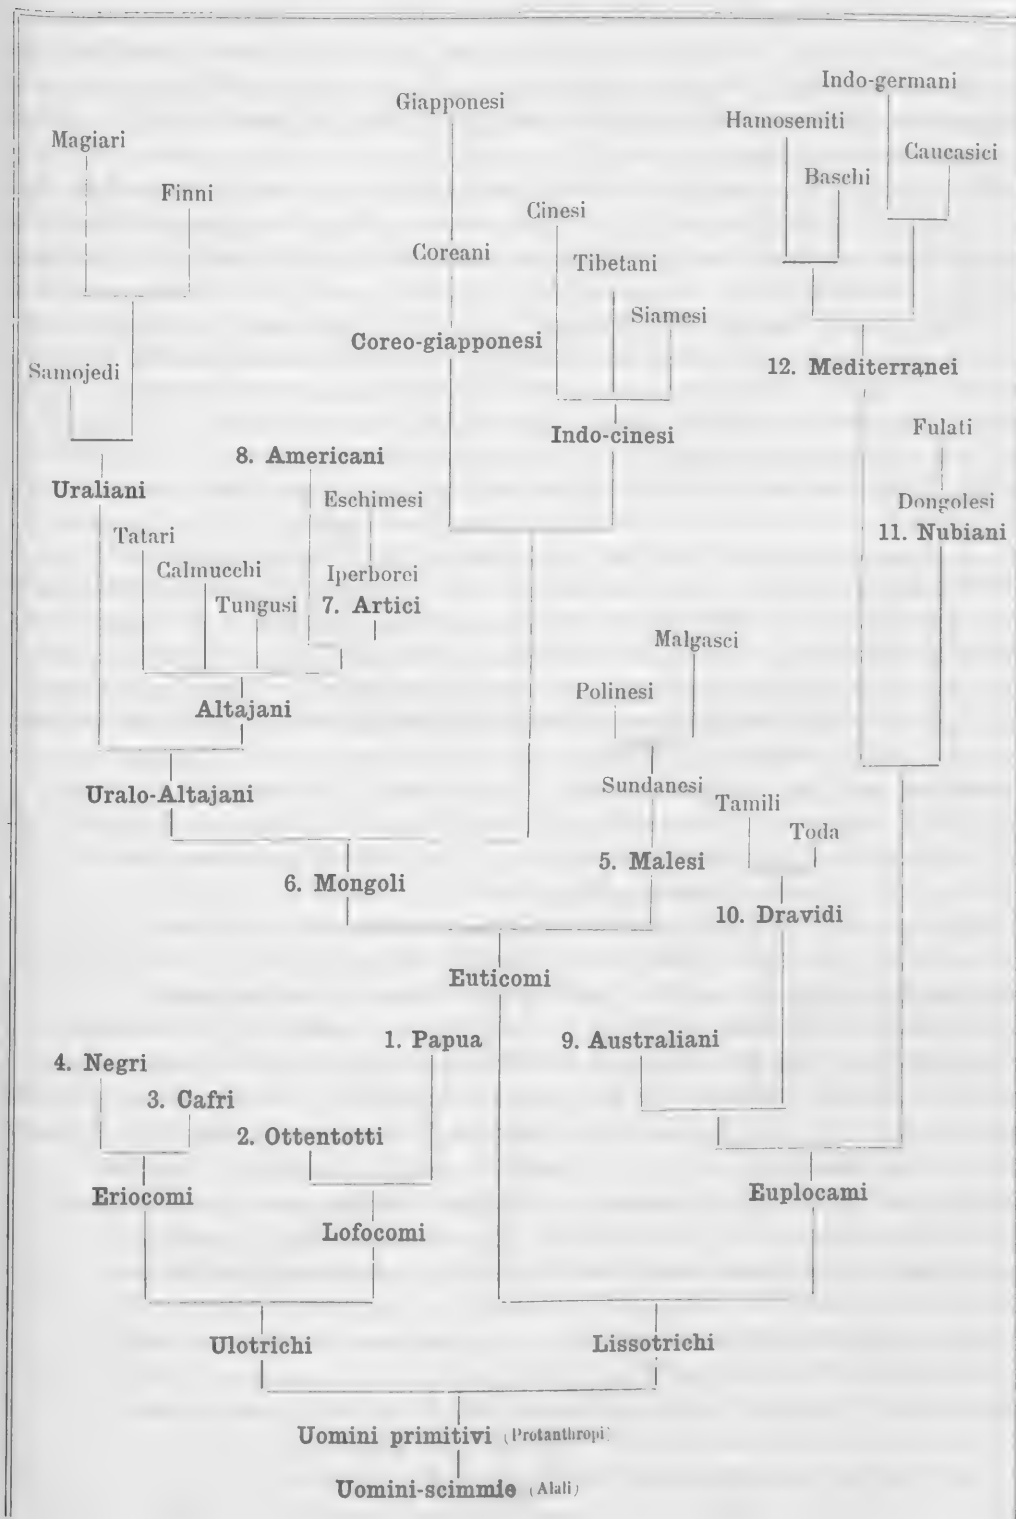 Indo-germani
Giapponesi
Hamosemiti
Magiari
Caucasici
Baschi
Finni
Cinesi
Coreani
Tibetani
Siamesi
Coreo-giapponesi
12. Mediterranei
Samojedi
Fulati
Indo-cinesi
8. Americani
Uraliani
Eschimesi
Dongolesi
11. Nubiani
Tatari
Calmucchi
Iperborei
Tungusi
7. Artici
Malgasci
Polinesi
Altajani
Sundanesi
Uralo-Altajani
Tamili
Toda
5. Malesi
6. Mongoli
10. Dravidi
Euticomi
1. Papua
9. Australiani
4. Negri
3. Cafri
2. Ottentotti
Eriocomi
Euplocami
Lofocomi
Ulotrichi
Lissotrichi
Uomini primitivi (Protanthropi)
Uomini-scimmie (Alali)